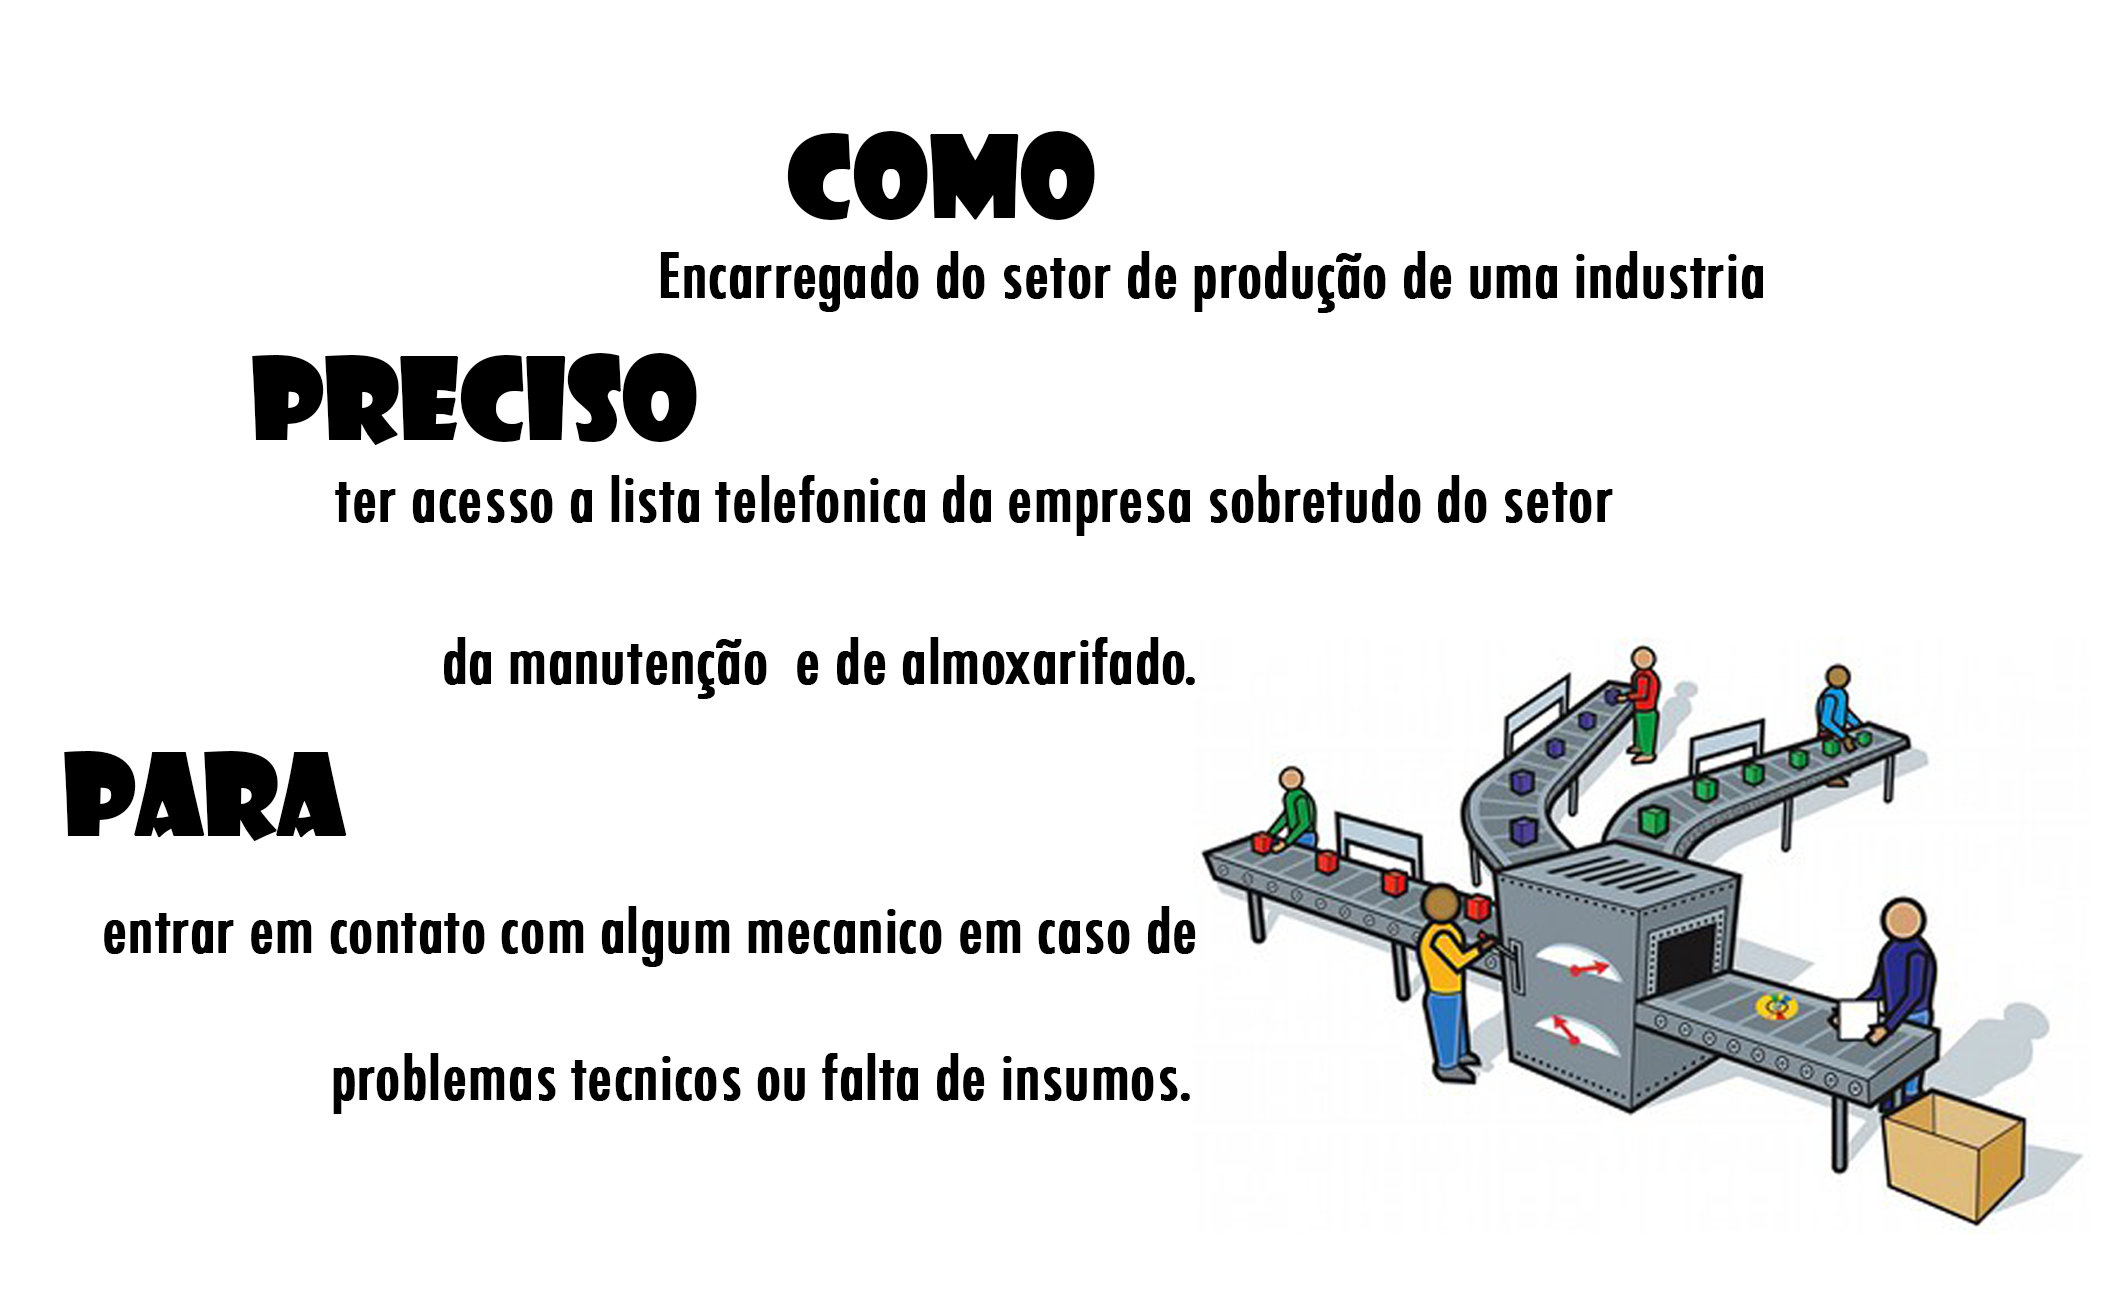 COMO
Encarregado do setor de produção de uma industria
PRECISO
ter acesso a lista telefonica da empresa sobretudo do setor
da manutenção e de almoxarifado.
PARA
entrar em contato com algum mecanico em caso de
problemas tecnicos ou falta de insumos.